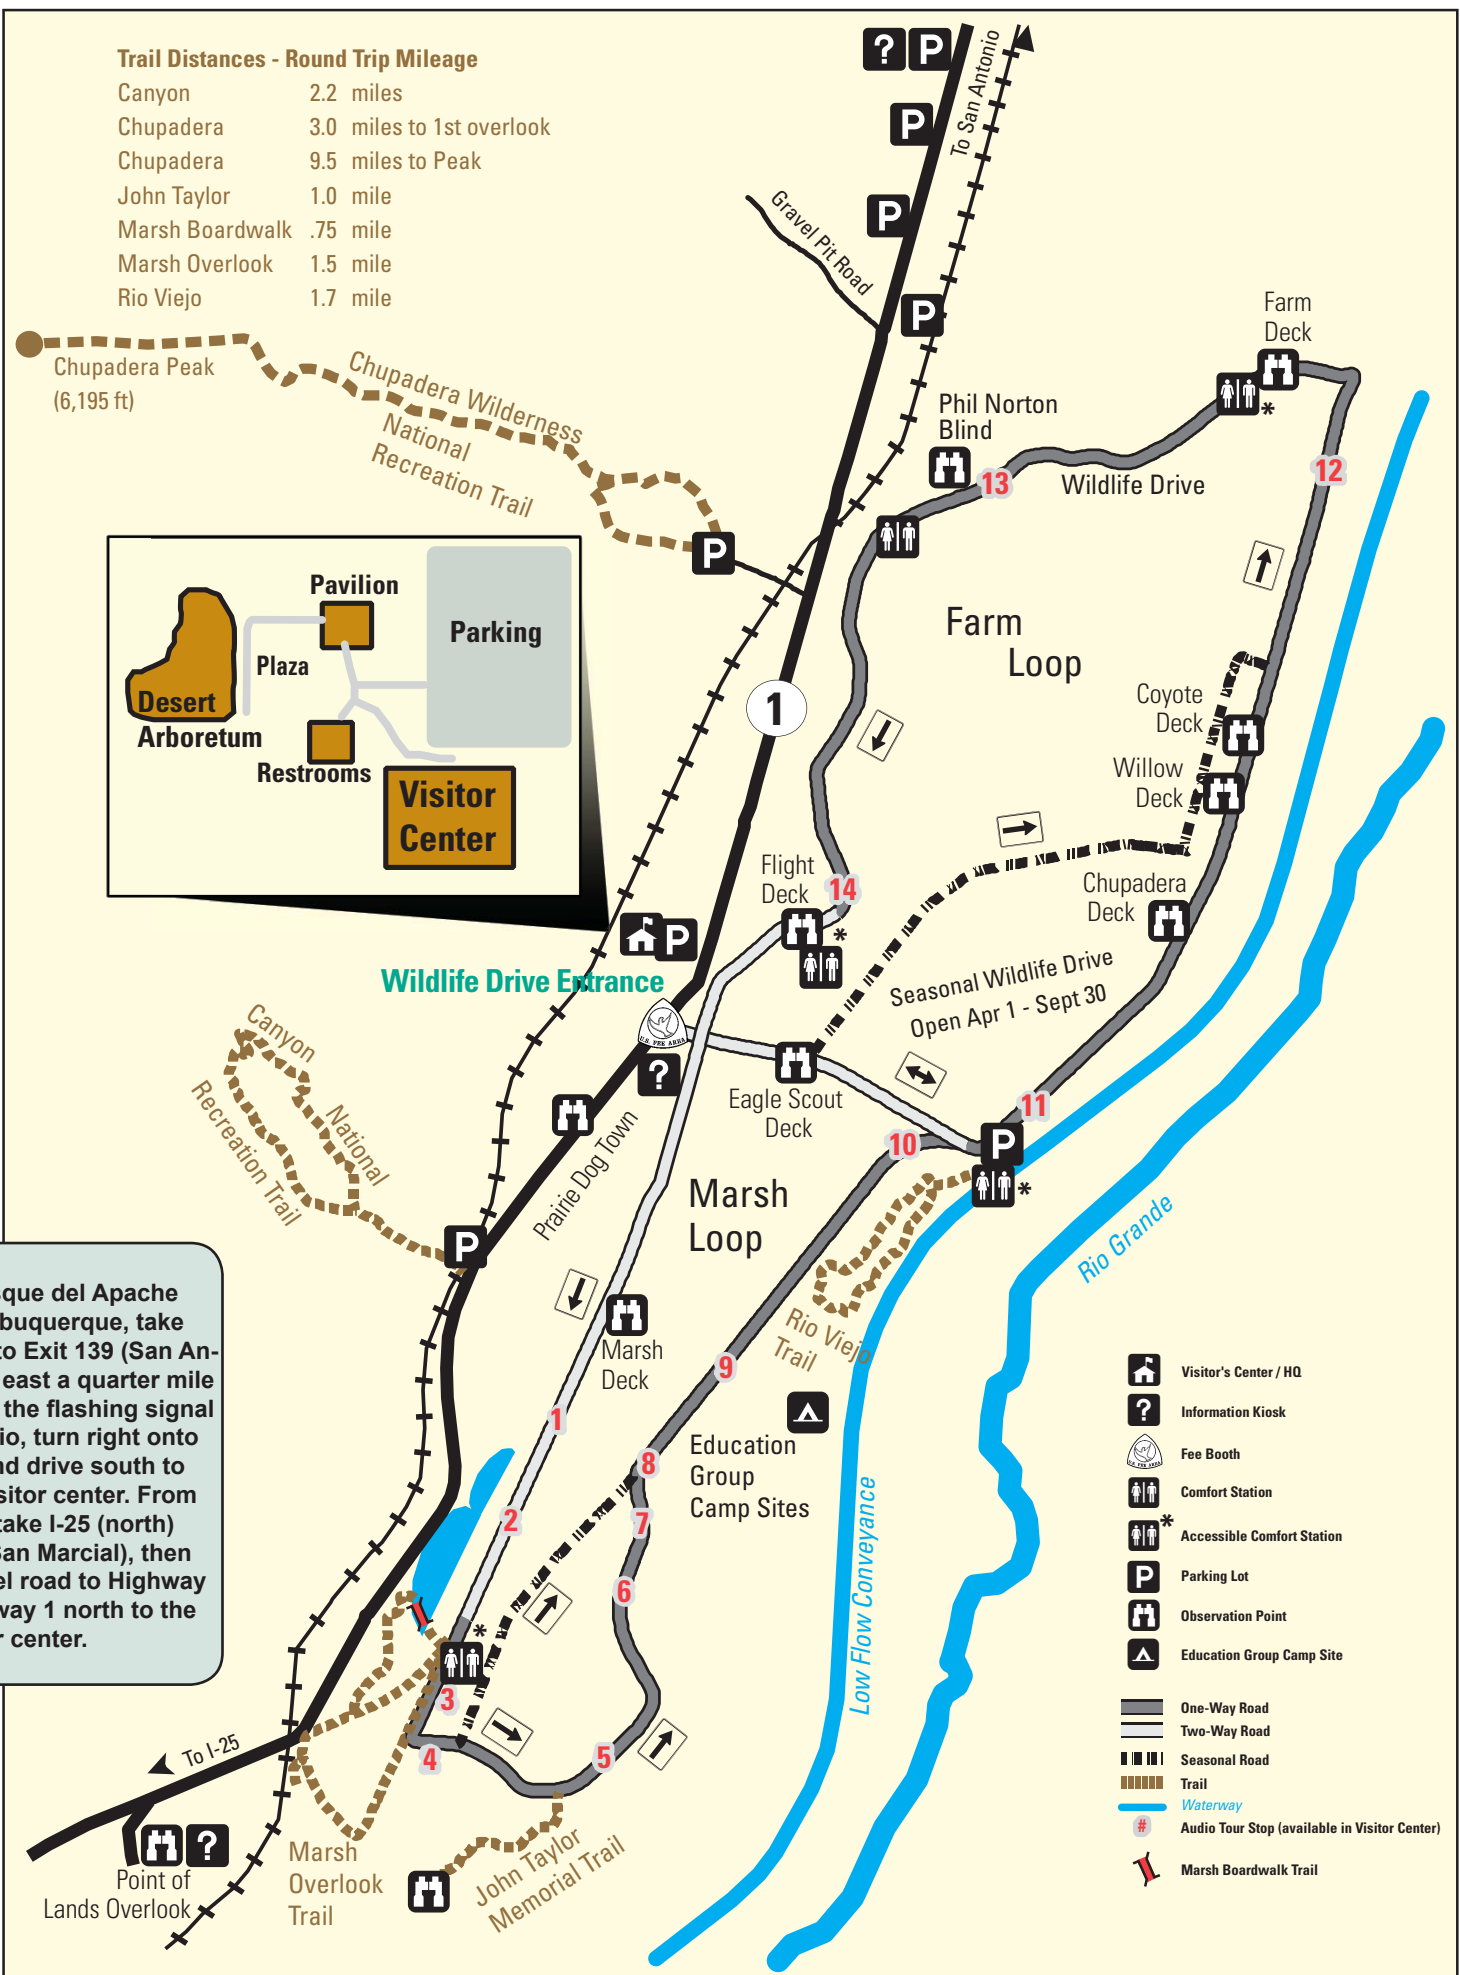 Trail Distances - Round Trip Mileage
Canyon 2.2 miles
Chupadera 3.0 miles to 1st overlook
Chupadera 9.5 miles to Peak
John Taylor 1.0 mile
Marsh Boardwalk .75 mile
Marsh Overlook 1.5 mile
Rio Viejo 1.7 mile
? P
P
P
P
To San Antonio
Gravel Pit Road
Chupadera Peak
(6,195 ft)
Chupadera Wilderness
National
Recreation Trail
P
Farm
Deck
*
Phil Norton
Blind
13
Wildlife Drive
12
Farm
Loop
Pavilion
Parking
Plaza
Desert
Arboretum
Restrooms
Visitor
Center
1
Coyote
Deck
Willow
Deck
Chupadera
Deck
Flight
Deck
14
*
P
Wildlife Drive Entrance
U.S. FEE AREA
?
Seasonal Wildlife Drive
Open Apr 1 - Sept 30
Eagle Scout
Deck
11
10
P
*
Canyon
National
Recreation Trail
P
Prairie Dog Town
Marsh
Loop
Rio Grande
Rio Viejo
Trail
Marsh
Deck
9
1
8
2
7
6
Education
Group
Camp Sites
Low Flow Conveyance
sque del Apache
buquerque, take
to Exit 139 (San An-
east a quarter mile
the flashing signal
io, turn right onto
nd drive south to
sitor center. From
take I-25 (north)
San Marcial), then
el road to Highway
way 1 north to the
r center.
*
3
4
5
To I-25
?
Point of
Lands Overlook
Marsh
Overlook
Trail
John Taylor
Memorial Trail
Visitor's Center / HQ
? Information Kiosk
U.S. FEE AREA Fee Booth
Comfort Station
* Accessible Comfort Station
P Parking Lot
Observation Point
Education Group Camp Site
One-Way Road
Two-Way Road
Seasonal Road
Trail
Waterway
# Audio Tour Stop (available in Visitor Center)
Marsh Boardwalk Trail